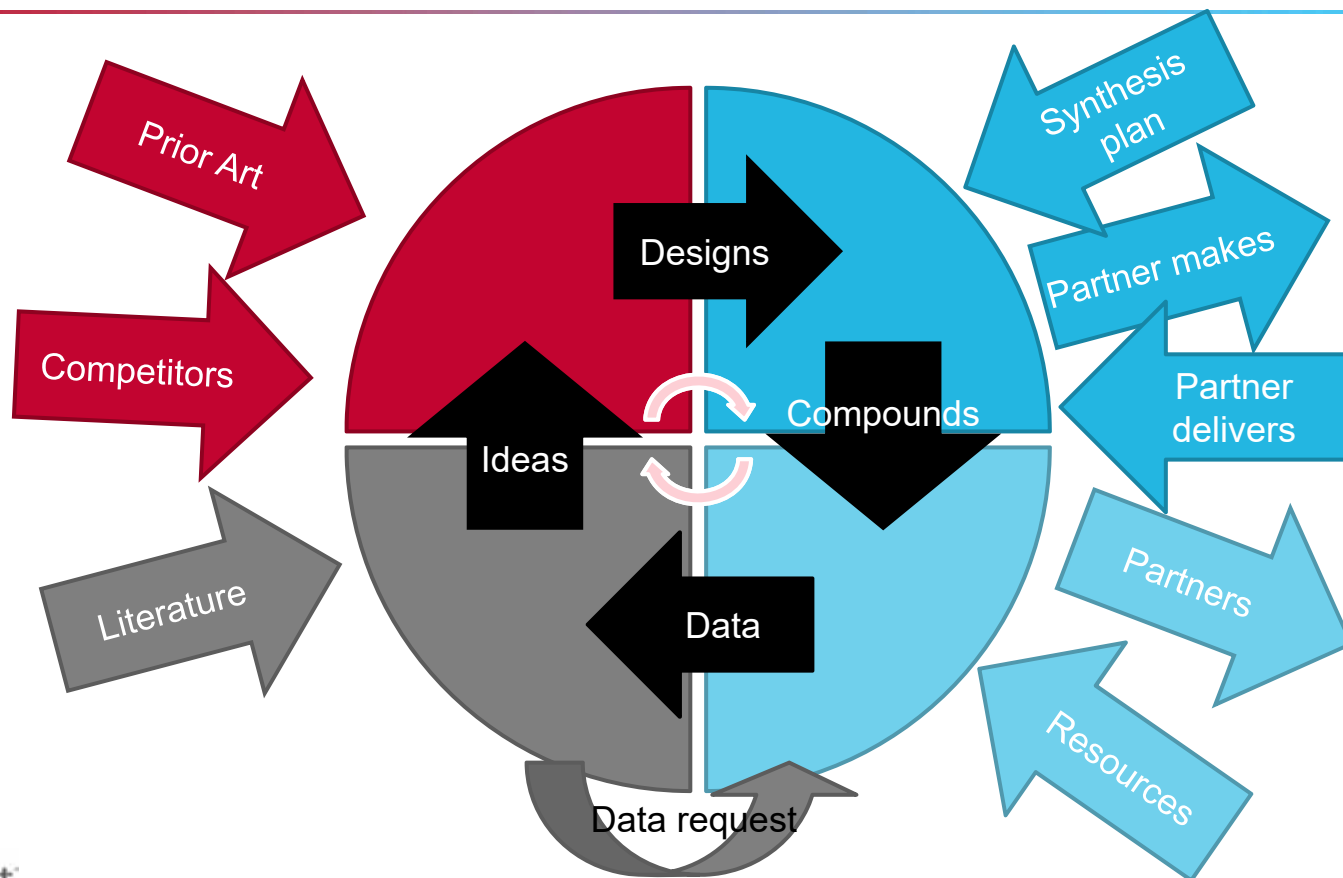 Prior Art
Synthesis
plan
Designs
Partner makes
Competitors
Partner
delivers
Compounds
Ideas
Literature
Partners
Data
Resources
Data request